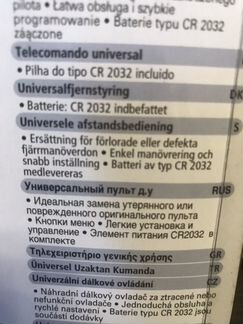 pilota • Łatwa obsługa i szybkie
programowanie • Baterie typu CR 2032
załączone
Telecomando universal
• Pilha do tipo CR 2032 incluido
Universalfjernstyring DK
• Batterie: CR 2032 indbefattet
Universele afstandsbediening S
• Ersättning för förlorade eller defekta
fjärrmanöverdon • Enkel manövrering och
snabb inställning • Batteri av typ CR 2032
medlevereras
Универсальный пульт д.у RUS
• Идеальная замена утерянного или
поврежденного оригинального пульта
• Кнопки меню • Легкие установка и
управление • Элемент питания CR2032 в
комплекте
Τηλεχειριστήριο γενικής χρήσης GR
Üniversel Uzaktan Kumanda TR
Univerzální dálkové ovládání CZ
• Náhradní dálkový ovladač za ztracené nebo
nefunkční ovladače • Jednoduchá obsluha a
rychlé nastavení • Baterie typu CR 2032 jsou
součástí dodávky